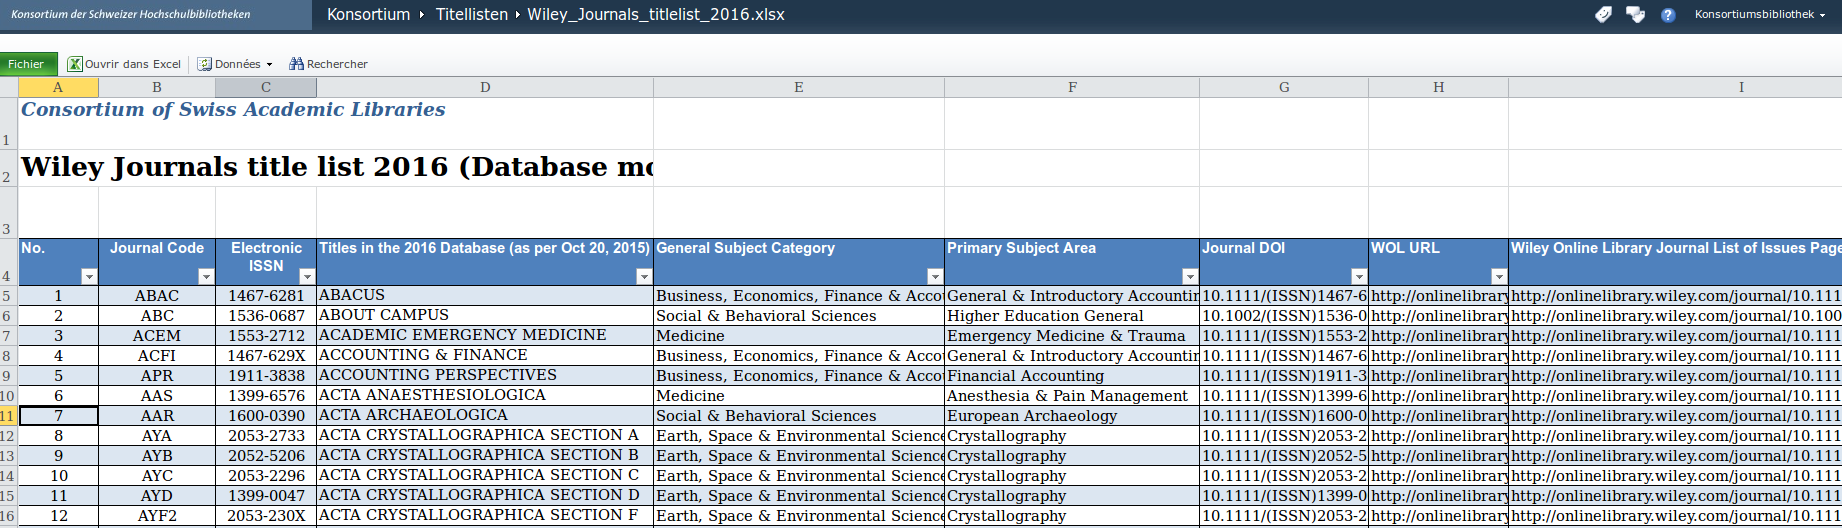 Konsortium der Schweizer Hochschulbibliotheken Konsortium Titellisten Wiley_Journals_titlelist_2016.xlsx Konsortiumsbibliothek
Fichier Ouvrir dans Excel Données Rechercher
A B C D E F G H I
Consortium of Swiss Academic Libraries
1
2 Wiley Journals title list 2016 (Database mo
3
4 No. Journal Code Electronic ISSN Titles in the 2016 Database (as per Oct 20, 2015) General Subject Category Primary Subject Area Journal DOI WOL URL Wiley Online Library Journal List of Issues Page
5 1 ABAC 1467-6281 ABACUS Business, Economics, Finance & Acco General & Introductory Accountin 10.1111/(ISSN)1467-6 http://onlinelibrary http://onlinelibrary.wiley.com/journal/10.111
6 2 ABC 1536-0687 ABOUT CAMPUS Social & Behavioral Sciences Higher Education General 10.1002/(ISSN)1536-0 http://onlinelibrary http://onlinelibrary.wiley.com/journal/10.100
7 3 ACEM 1553-2712 ACADEMIC EMERGENCY MEDICINE Medicine Emergency Medicine & Trauma 10.1111/(ISSN)1553-2 http://onlinelibrary http://onlinelibrary.wiley.com/journal/10.111
8 4 ACFI 1467-629X ACCOUNTING & FINANCE Business, Economics, Finance & Acco General & Introductory Accountin 10.1111/(ISSN)1467-6 http://onlinelibrary http://onlinelibrary.wiley.com/journal/10.111
9 5 APR 1911-3838 ACCOUNTING PERSPECTIVES Business, Economics, Finance & Acco Financial Accounting 10.1111/(ISSN)1911-3 http://onlinelibrary http://onlinelibrary.wiley.com/journal/10.111
10 6 AAS 1399-6576 ACTA ANAESTHESIOLOGICA Medicine Anesthesia & Pain Management 10.1111/(ISSN)1399-6 http://onlinelibrary http://onlinelibrary.wiley.com/journal/10.111
11 7 AAR 1600-0390 ACTA ARCHAEOLOGICA Social & Behavioral Sciences European Archaeology 10.1111/(ISSN)1600-0 http://onlinelibrary http://onlinelibrary.wiley.com/journal/10.111
12 8 AYA 2053-2733 ACTA CRYSTALLOGRAPHICA SECTION A Earth, Space & Environmental Science Crystallography 10.1111/(ISSN)2053-2 http://onlinelibrary http://onlinelibrary.wiley.com/journal/10.111
13 9 AYB 2052-5206 ACTA CRYSTALLOGRAPHICA SECTION B Earth, Space & Environmental Science Crystallography 10.1111/(ISSN)2052-5 http://onlinelibrary http://onlinelibrary.wiley.com/journal/10.111
14 10 AYC 2053-2296 ACTA CRYSTALLOGRAPHICA SECTION C Earth, Space & Environmental Science Crystallography 10.1111/(ISSN)2053-2 http://onlinelibrary http://onlinelibrary.wiley.com/journal/10.111
15 11 AYD 1399-0047 ACTA CRYSTALLOGRAPHICA SECTION D Earth, Space & Environmental Science Crystallography 10.1111/(ISSN)1399-0 http://onlinelibrary http://onlinelibrary.wiley.com/journal/10.111
16 12 AYF2 2053-230X ACTA CRYSTALLOGRAPHICA SECTION F Earth, Space & Environmental Science Crystallography 10.1111/(ISSN)2053-2 http://onlinelibrary http://onlinelibrary.wiley.com/journal/10.111